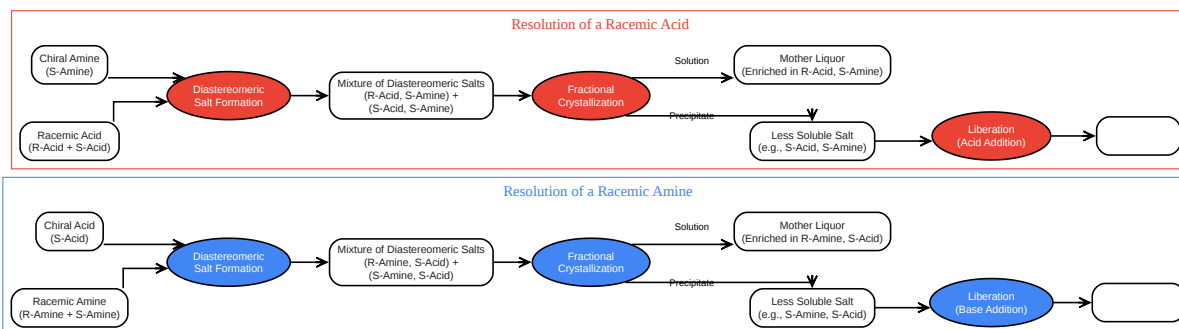 Resolution of a Racemic Acid
Chiral Amine
(S-Amine)
Racemic Acid
(R-Acid + S-Acid)
Diastereomeric
Salt Formation
Mixture of Diastereomeric Salts
(R-Acid, S-Amine) +
(S-Acid, S-Amine)
Fractional
Crystallization
Solution
Mother Liquor
(Enriched in R-Acid, S-Amine)
Precipitate
Less Soluble Salt
(e.g., S-Acid, S-Amine)
Liberation
(Acid Addition)
Resolution of a Racemic Amine
Chiral Acid
(S-Acid)
Racemic Amine
(R-Amine + S-Amine)
Diastereomeric
Salt Formation
Mixture of Diastereomeric Salts
(R-Amine, S-Acid) +
(S-Amine, S-Acid)
Fractional
Crystallization
Solution
Mother Liquor
(Enriched in R-Amine, S-Acid)
Precipitate
Less Soluble Salt
(e.g., S-Amine, S-Acid)
Liberation
(Base Addition)